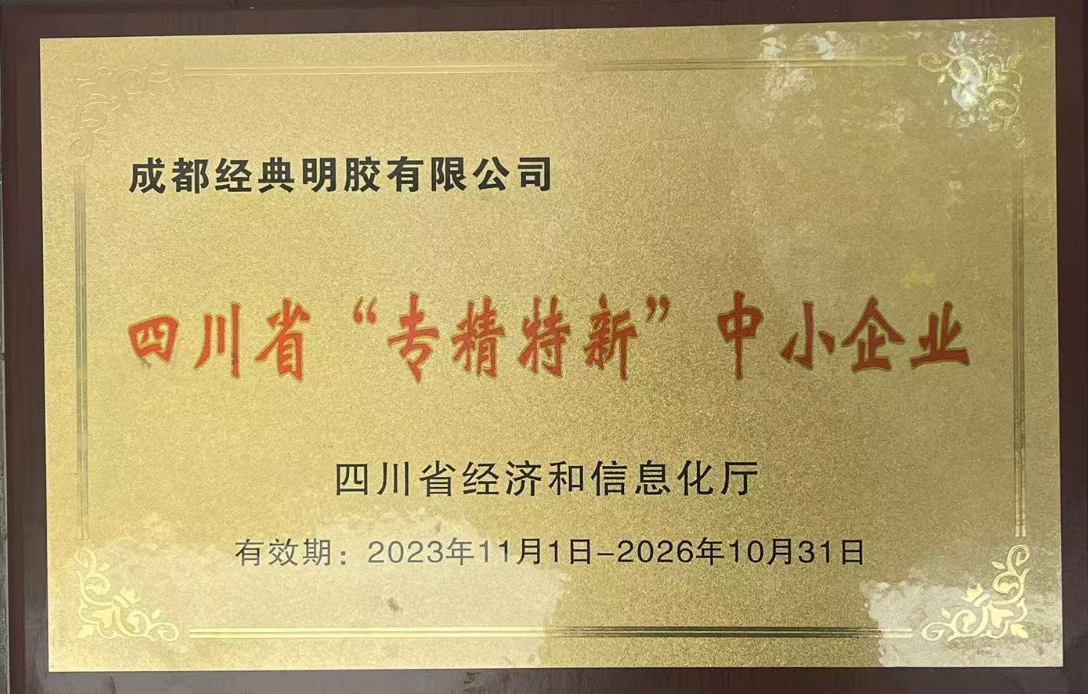 成都经典明胶有限公司
四川省“专精特新”中小企业
四川省经济和信息化厅
有效期：2023年11月1日-2026年10月31日